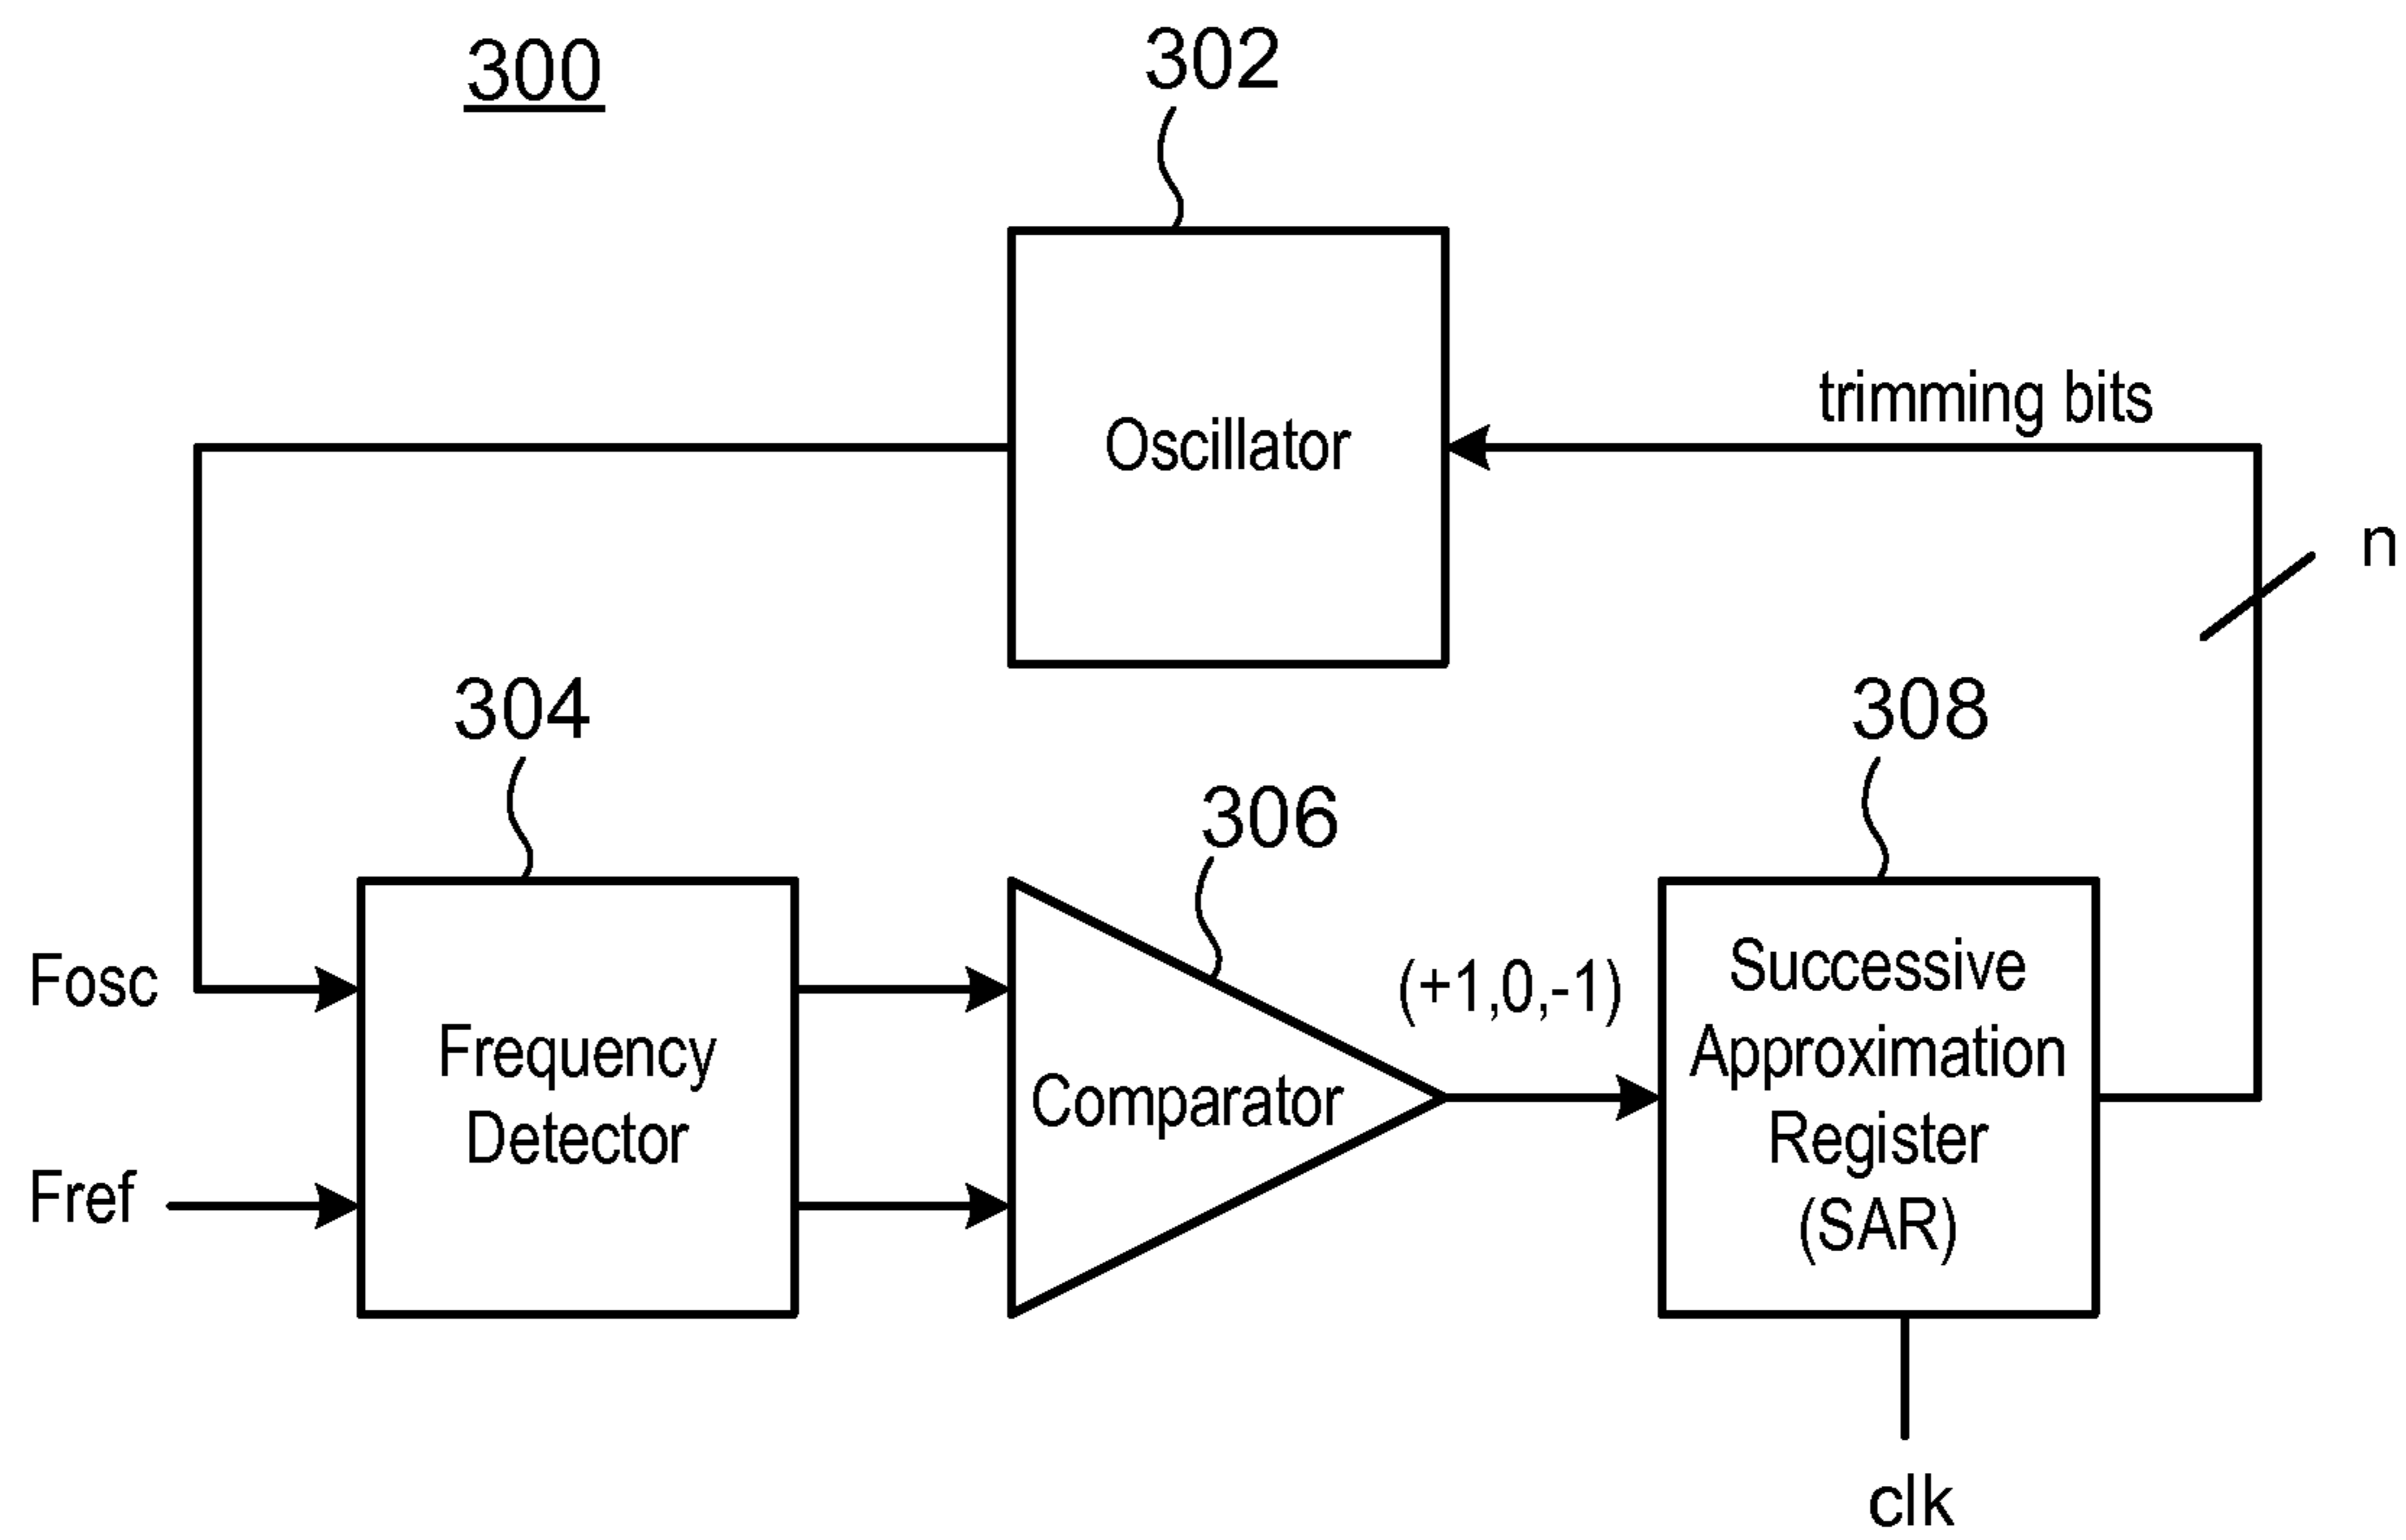 300
302
Oscillator
trimming bits
n
304
306
308
Fosc
Fref
Frequency
Detector
Comparator
(+1,0,-1)
Successive
Approximation
Register
(SAR)
clk